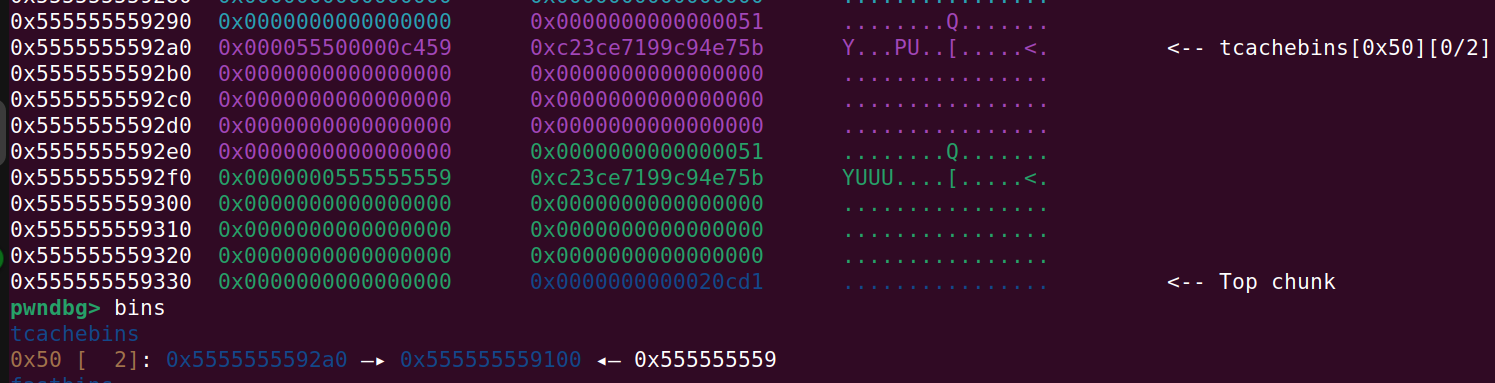 0x555555559290 0x0000000000000000 0x0000000000000051 ........Q.......
0x5555555592a0 0x000055500000c459 0xc23ce7199c94e75b Y...PU..[.....<. <-- tcachebins[0x50][0/2]
0x5555555592b0 0x0000000000000000 0x0000000000000000 ................
0x5555555592c0 0x0000000000000000 0x0000000000000000 ................
0x5555555592d0 0x0000000000000000 0x0000000000000000 ................
0x5555555592e0 0x0000000000000000 0x0000000000000051 ........Q.......
0x5555555592f0 0x0000000555555559 0xc23ce7199c94e75b YUUU....[.....<.
0x555555559300 0x0000000000000000 0x0000000000000000 ................
0x555555559310 0x0000000000000000 0x0000000000000000 ................
0x555555559320 0x0000000000000000 0x0000000000000000 ................
0x555555559330 0x0000000000000000 0x0000000000020cd1 ................ <-- Top chunk
pwndbg> bins
tcachebins
0x50 [  2]: 0x5555555592a0 —▸ 0x555555559100 ◂— 0x555555559